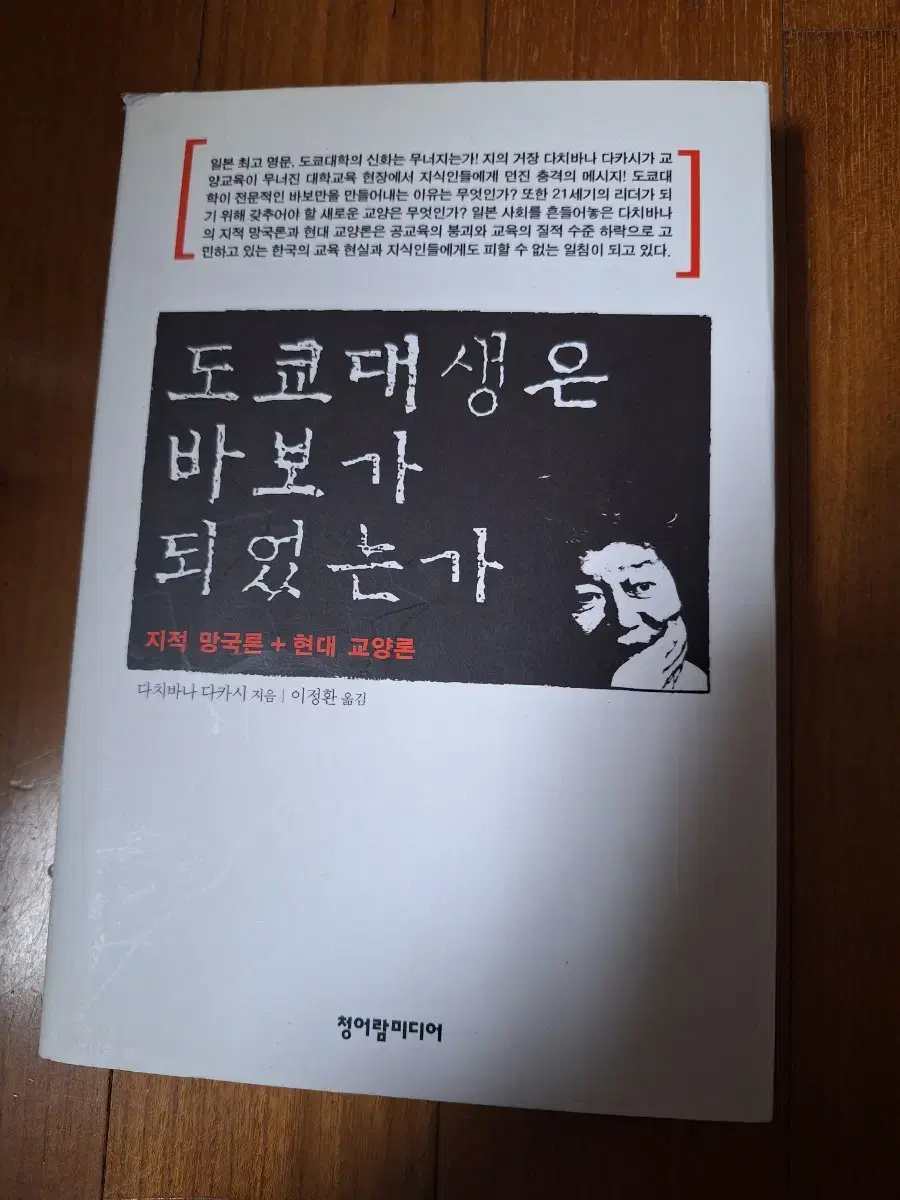 일본 최고 명문, 도쿄대학의 신화는 무너지는가! 지의 거장 다치바나 다카시가 교
양교육이 무너진 대학교육 현장에서 지식인들에게 던진 충격의 메시지! 도쿄대
학이 전문적인 바보만을 만들어내는 이유는 무엇인가? 또한 21세기의 리더가 되
기 위해 갖추어야 할 새로운 교양은 무엇인가? 일본 사회를 흔들어놓은 다치바나
의 지적 망국론과 현대 교양론은 공교육의 붕괴와 교육의 질적 수준 하락으로 고
민하고 있는 한국의 교육 현실과 지식인들에게도 피할 수 없는 일침이 되고 있다.
도쿄대생은
바보가
되었는가
지적 망국론 + 현대 교양론
다치바나 다카시 지음 | 이정환 옮김
청어람미디어